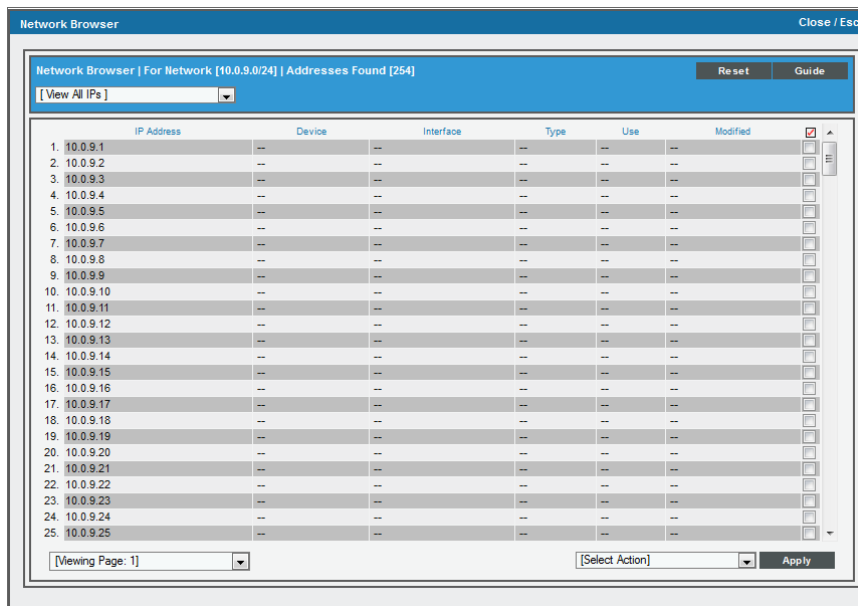 Network Browser Close / Esc
Network Browser | For Network [10.0.9.0/24] | Addresses Found [254] Reset Guide
[ View All IPs ]
IP Address Device Interface Type Use Modified
1. 10.0.9.1 -- -- -- -- --
2. 10.0.9.2 -- -- -- -- --
3. 10.0.9.3 -- -- -- -- --
4. 10.0.9.4 -- -- -- -- --
5. 10.0.9.5 -- -- -- -- --
6. 10.0.9.6 -- -- -- -- --
7. 10.0.9.7 -- -- -- -- --
8. 10.0.9.8 -- -- -- -- --
9. 10.0.9.9 -- -- -- -- --
10. 10.0.9.10 -- -- -- -- --
11. 10.0.9.11 -- -- -- -- --
12. 10.0.9.12 -- -- -- -- --
13. 10.0.9.13 -- -- -- -- --
14. 10.0.9.14 -- -- -- -- --
15. 10.0.9.15 -- -- -- -- --
16. 10.0.9.16 -- -- -- -- --
17. 10.0.9.17 -- -- -- -- --
18. 10.0.9.18 -- -- -- -- --
19. 10.0.9.19 -- -- -- -- --
20. 10.0.9.20 -- -- -- -- --
21. 10.0.9.21 -- -- -- -- --
22. 10.0.9.22 -- -- -- -- --
23. 10.0.9.23 -- -- -- -- --
24. 10.0.9.24 -- -- -- -- --
25. 10.0.9.25 -- -- -- -- --
[Viewing Page: 1] [Select Action] Apply